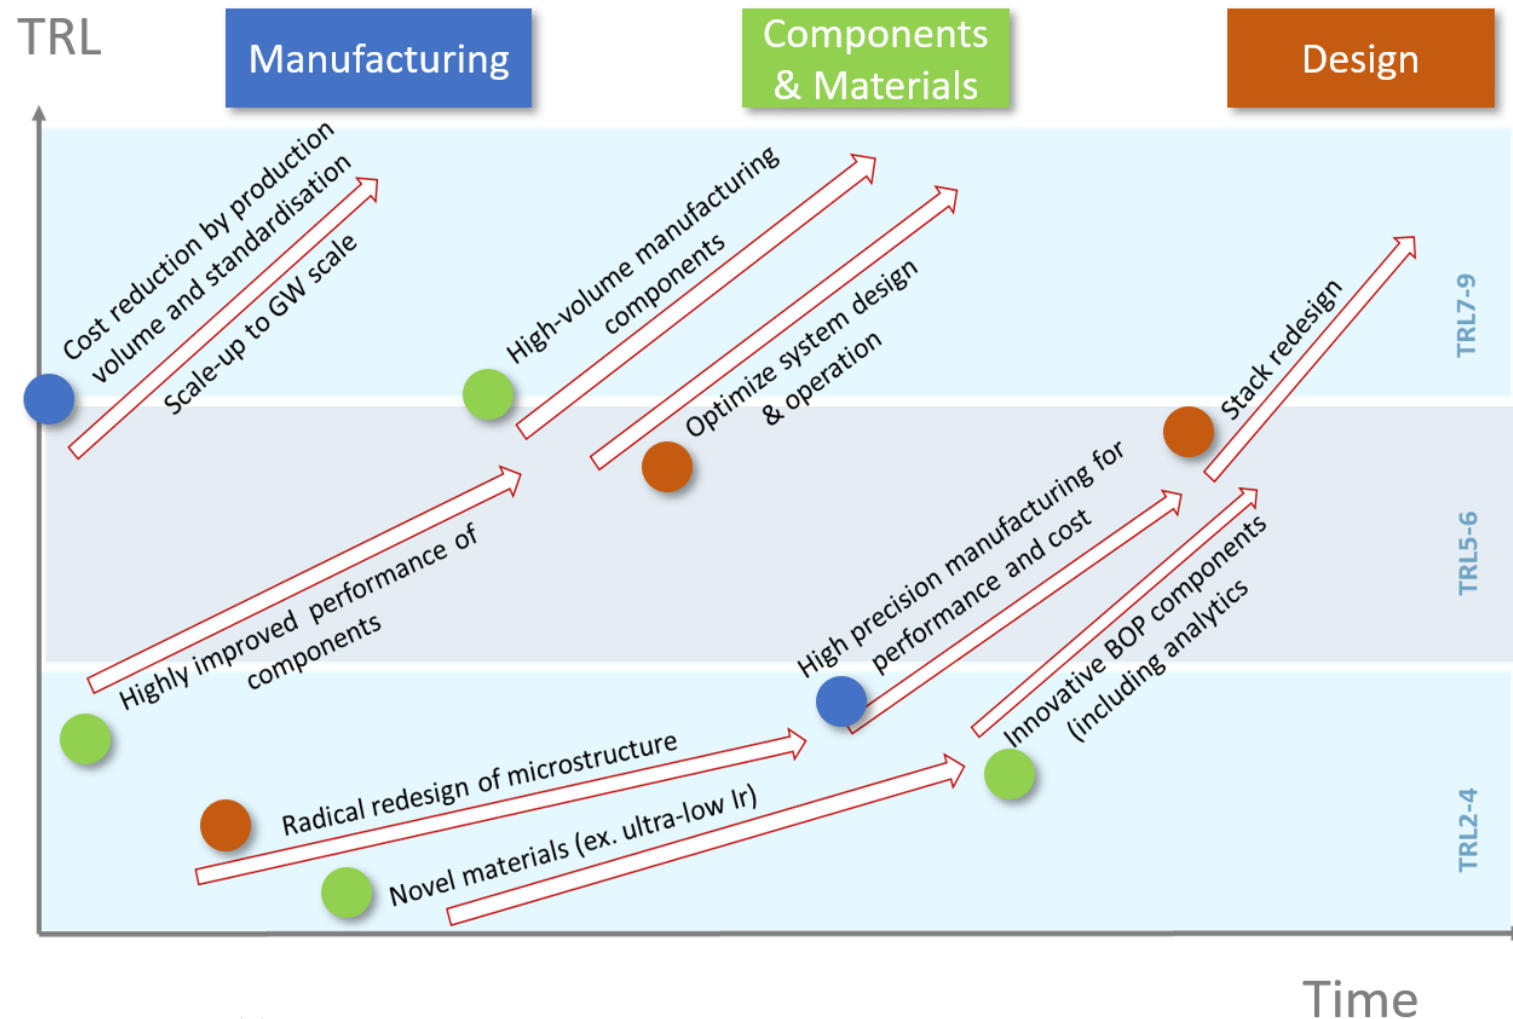 TRL
Manufacturing
Components
& Materials
Design
Cost reduction by production
volume and standardisation
Scale-up to GW scale
High-volume manufacturing
components
Optimize system design
& operation
Stack redesign
TRL7-9
Highly improved performance of
components
High precision manufacturing for
performance and cost
Innovative BOP components
(including analytics
TRL5-6
Radical redesign of microstructure
Novel materials (ex. ultra-low Ir)
TRL2-4
Time